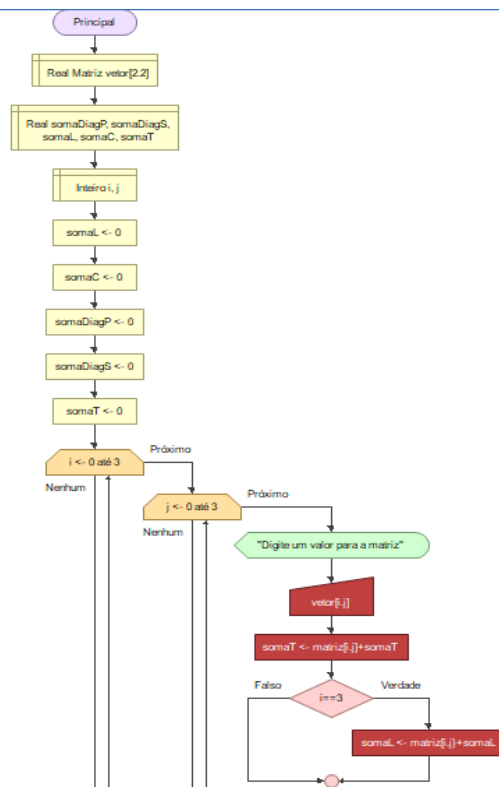 Principal
Real Matriz vetor[2.2]
Real somaDiagP, somaDiagS,
somaL, somaC, somaT
Inteiro i, j
somaL <- 0
somaC <- 0
somaDiagP <- 0
somaDiagS <- 0
somaT <- 0
i <- 0 até 3
Próximo
Nenhum
j <- 0 até 3
Próximo
Nenhum
"Digite um valor para a matriz"
vetor[i.j]
somaT <- matriz[i.j]+somaT
Falso
i==3
Verdade
somaL <- matriz[i.j]+somaL